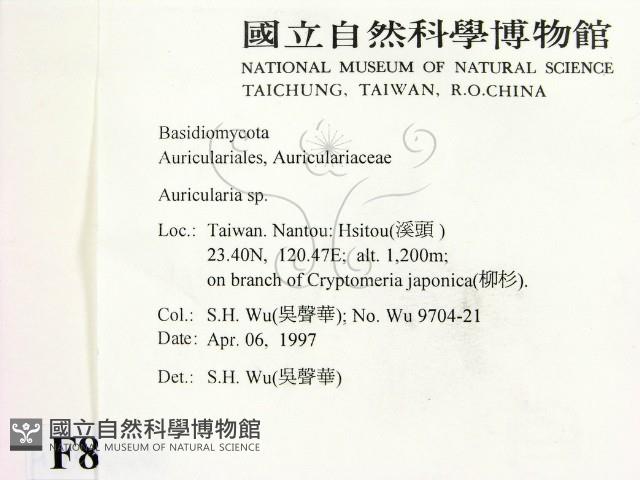 國立自然科學博物館
NATIONAL MUSEUM OF NATURAL SCIENCE
TAICHUNG, TAIWAN, R.O.CHINA
Basidiomycota
Auriculariales, Auriculariaceae
Auricularia sp.
Loc.: Taiwan. Nantou: Hsitou(溪頭 )
23.40N, 120.47E; alt. 1,200m;
on branch of Cryptomeria japonica(柳杉).
Col.: S.H. Wu(吳聲華); No. Wu 9704-21
Date: Apr. 06, 1997
Det.: S.H. Wu(吳聲華)
國立自然科學博物館
NATIONAL MUSEUM OF NATURAL SCIENCE
F8